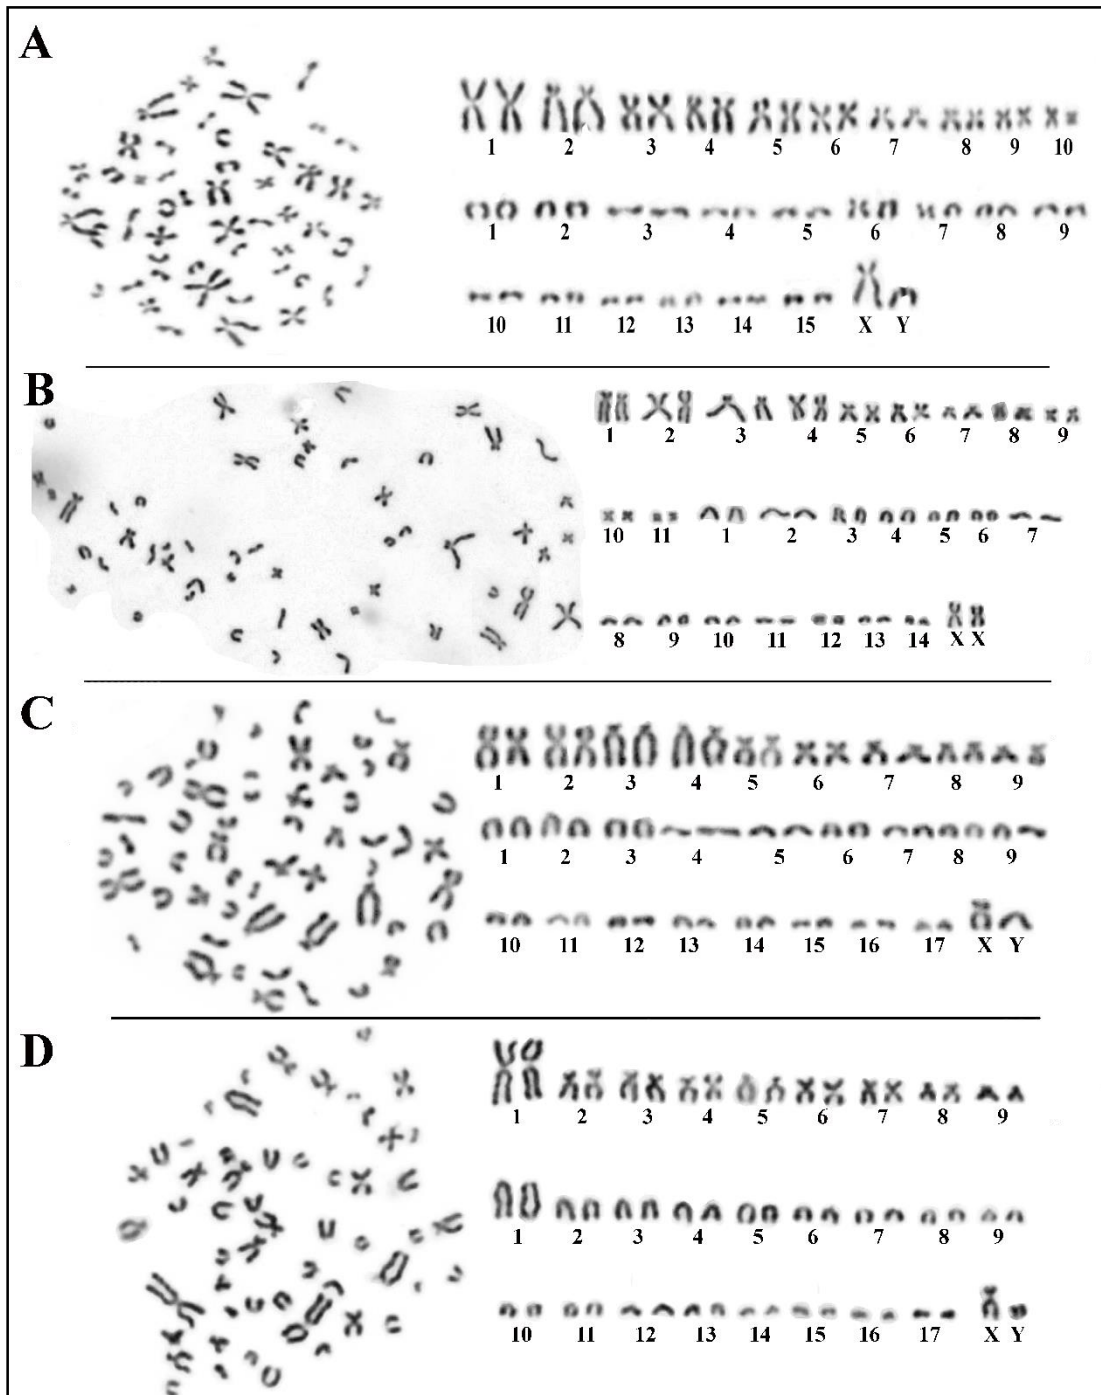 A
1 2 3 4 5 6 7 8 9 10
1 2 3 4 5 6 7 8 9
10 11 12 13 14 15 X Y
B
1 2 3 4 5 6 7 8 9
10 11 1 2 3 4 5 6 7
8 9 10 11 12 13 14 X X
C
1 2 3 4 5 6 7 8 9
1 2 3 4 5 6 7 8 9
10 11 12 13 14 15 16 17 X Y
D
1 2 3 4 5 6 7 8 9
1 2 3 4 5 6 7 8 9
10 11 12 13 14 15 16 17 X Y